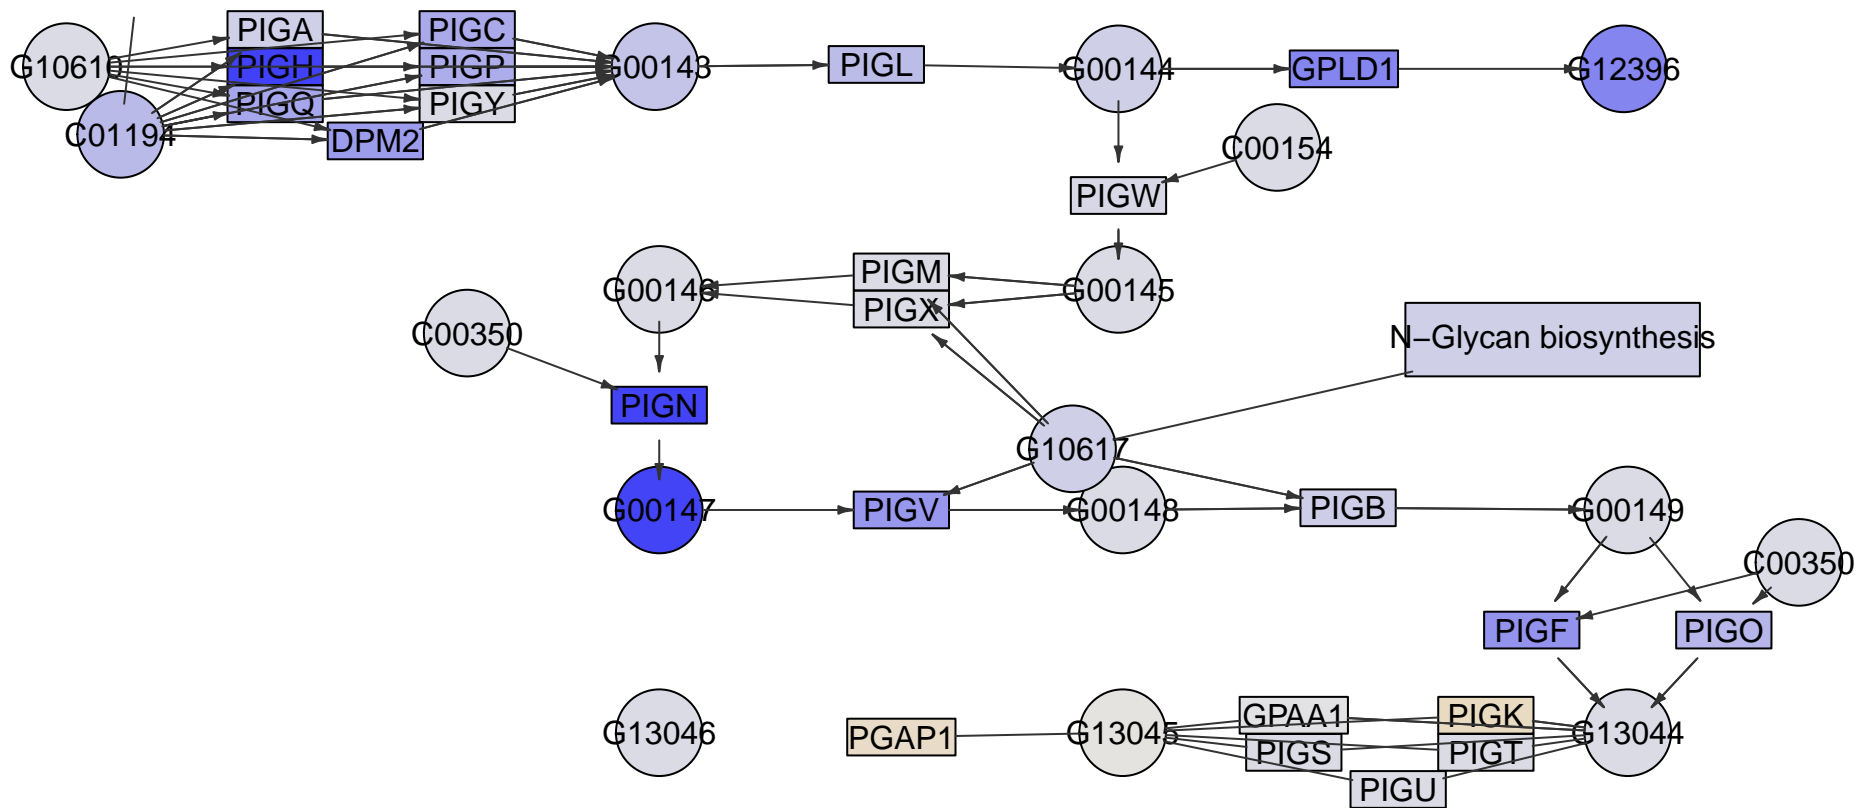 PIGA
PIGC
G10610
PIGH
PIGP
G00143
PIGL
G00144
GPLD1
G12396
PIGQ
PIGY
C01194
DPM2
C00154
PIGW
PIGM
G00146
G00145
PIGX
C00350
N−Glycan biosynthesis
PIGN
G10617
G00147
PIGV
G00148
PIGB
G00149
C00350
PIGF
PIGO
GPAA1
PIGK
G13046
PGAP1
G13045
G13044
PIGS
PIGT
PIGU